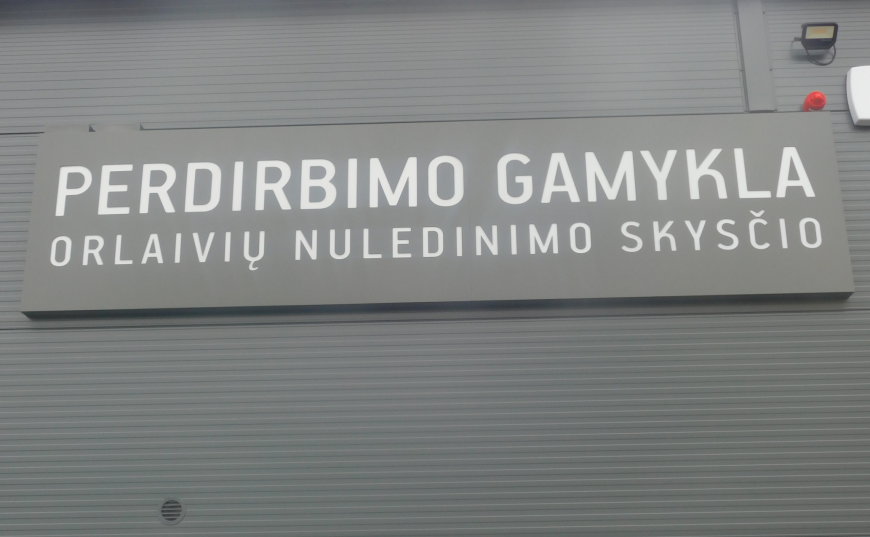 PERDIRBIMO GAMYKLA
ORLAIVIŲ NULEDINIMO SKYSČIO